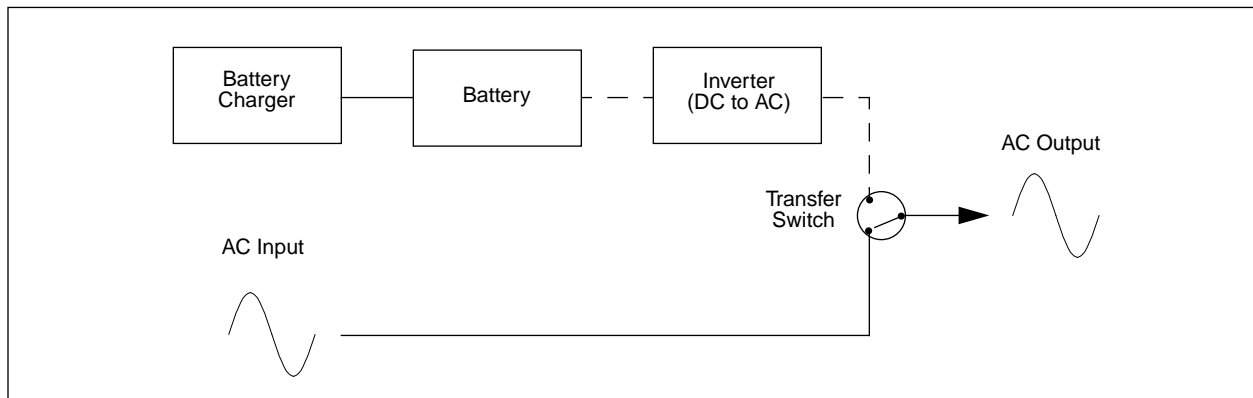 Battery
Charger
Battery
Inverter
(DC to AC)
AC Output
Transfer
Switch
AC Input